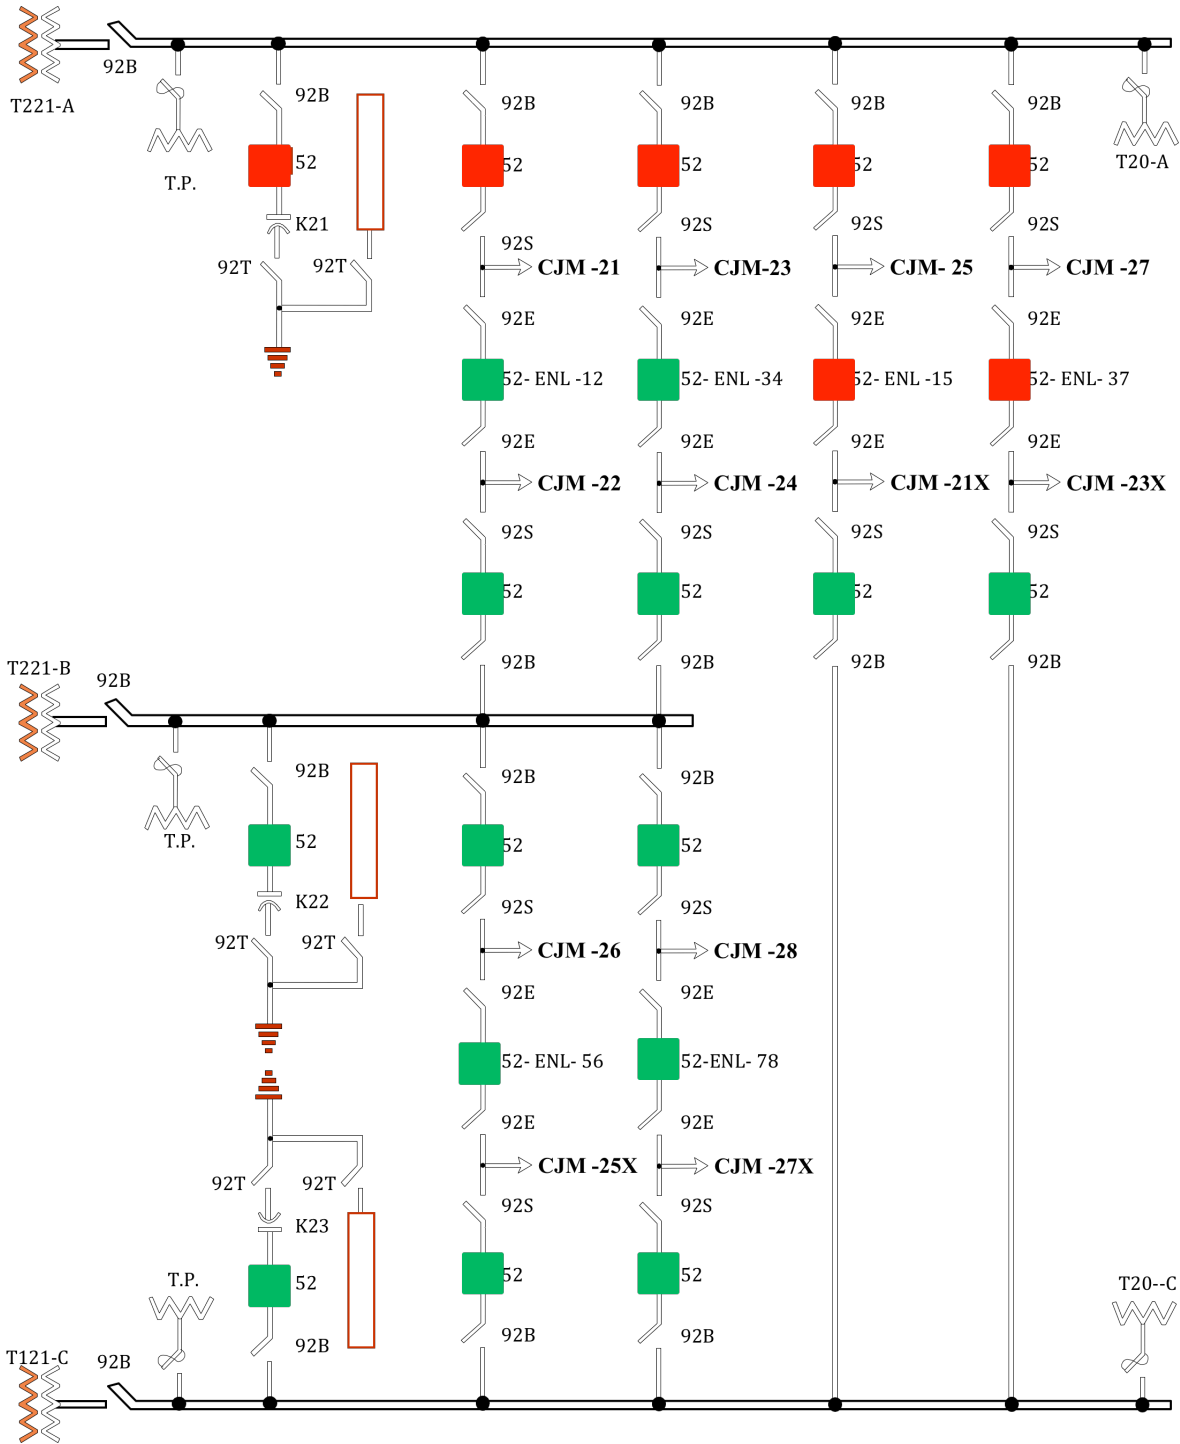 92B
T221-A
T.P.
92B
52
K21
92T
92T
92B
52
92S
CJM -21
92B
52
92S
CJM-23
92B
52
92S
CJM- 25
92B
52
92S
CJM -27
T20-A
92E
52- ENL -12
92E
CJM -22
92S
52
92B
92E
52- ENL -34
92E
CJM -24
92S
52
92B
92E
52- ENL -15
92E
CJM -21X
92S
52
92B
92E
52- ENL- 37
92E
CJM -23X
92S
52
92B
T221-B
92B
T.P.
92B
52
K22
92T
92T
92B
52
92S
CJM -26
92E
52- ENL- 56
92E
CJM -25X
92S
52
92B
92B
52
92S
CJM -28
92E
52-ENL- 78
92E
CJM -27X
92S
52
92B
92T
92T
K23
52
92B
T.P.
T121-C
92B
T20--C